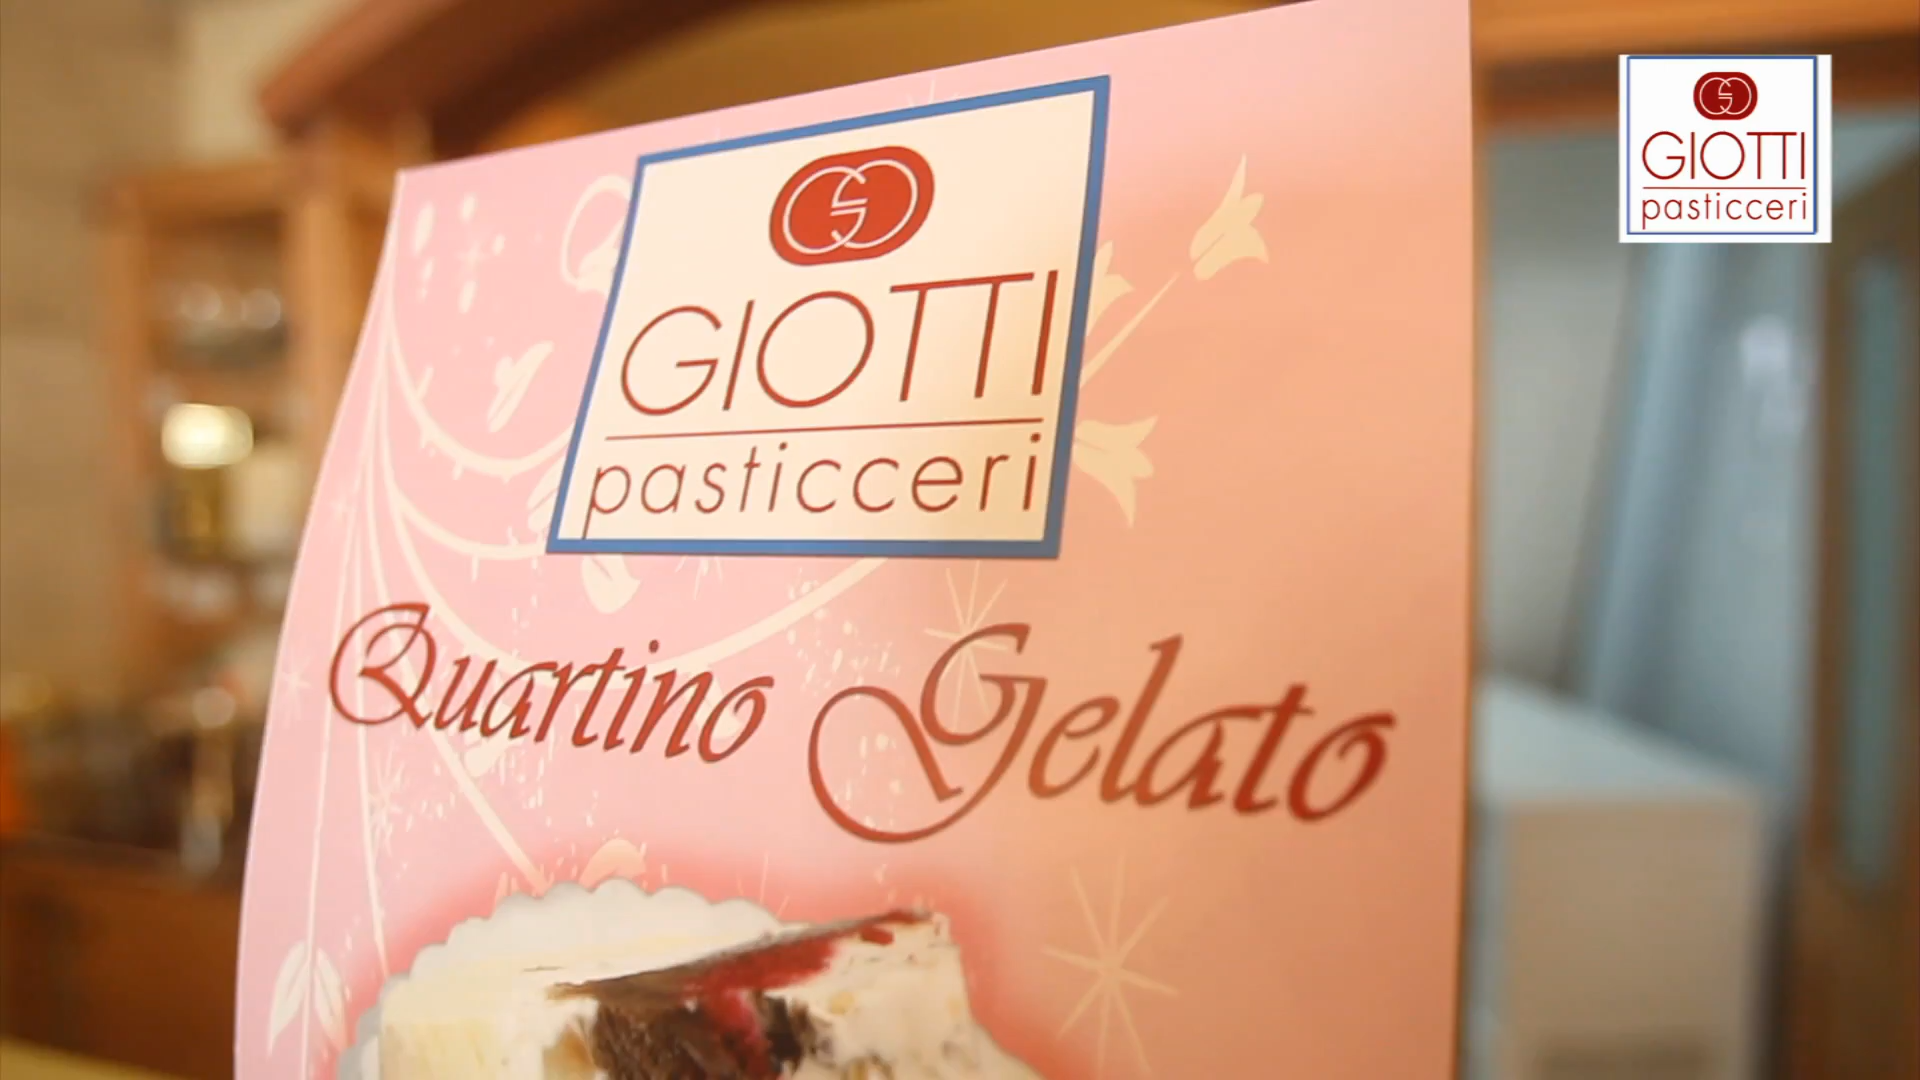 GIOTTI
pasticceri
Quartino Gelato
GIOTTI
pasticceri